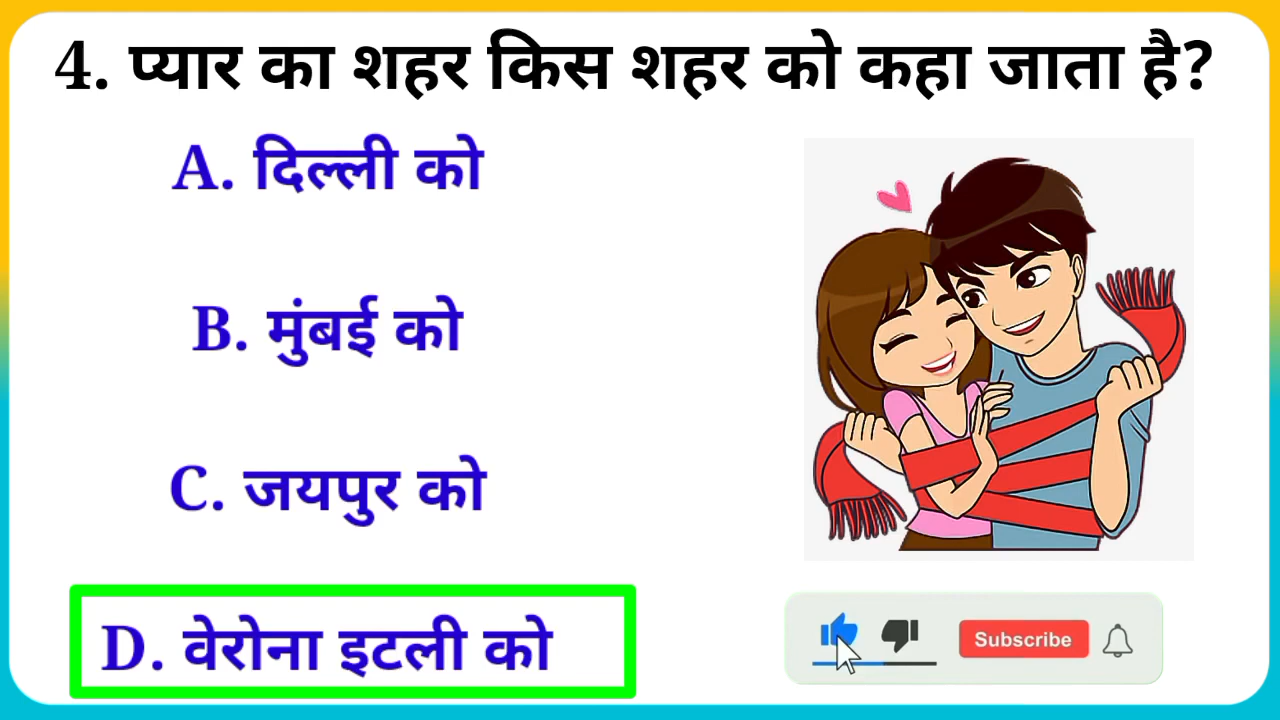 4. प्यार का शहर किस शहर को कहा जाता है?
A. दिल्ली को
B. मुंबई को
C. जयपुर को
D. वेरोना इटली को
Subscribe